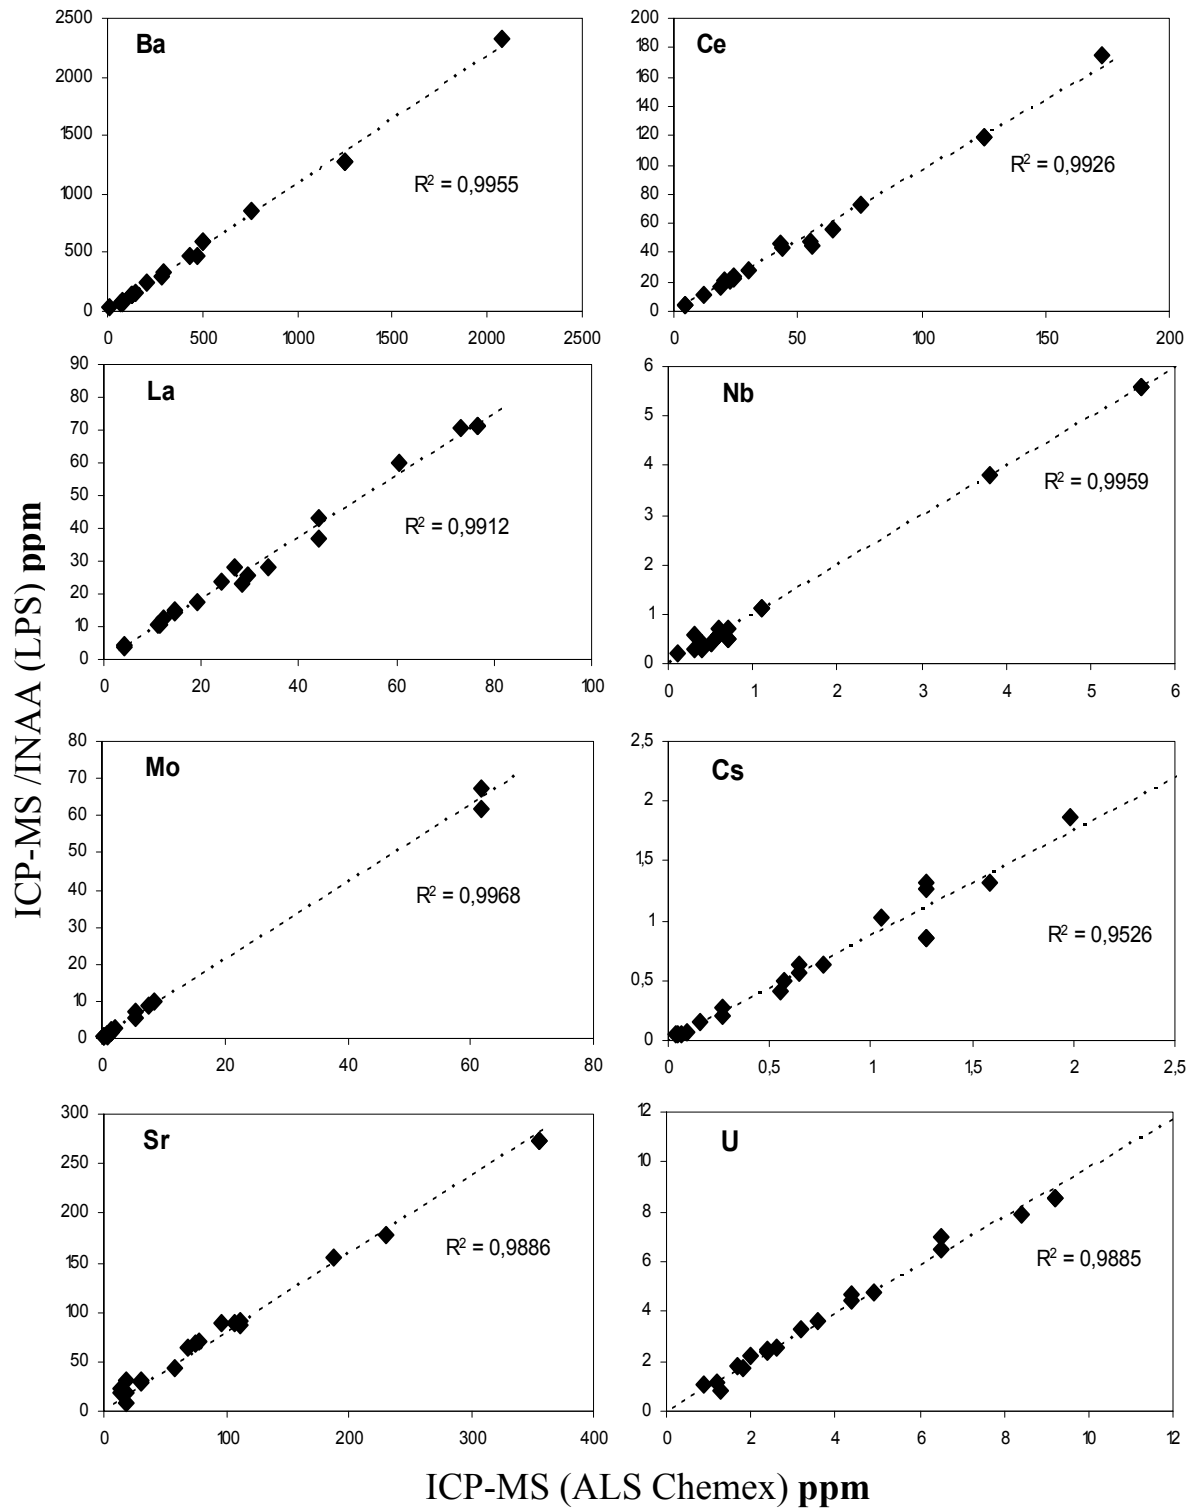 Ba
2500
2000
1500
1000
500
0
R² = 0,9955
0 500 1000 1500 2000 2500
Ce
200
180
160
140
120
100
80
60
40
20
0
R² = 0,9926
0 50 100 150 200
La
90
80
70
60
50
40
30
20
10
0
R² = 0,9912
0 20 40 60 80 100
Nb
6
5
4
3
2
1
0
R² = 0,9959
0 1 2 3 4 5 6
Mo
80
70
60
50
40
30
20
10
0
R² = 0,9968
0 20 40 60 80
Cs
2,5
2
1,5
1
0,5
0
R² = 0,9526
0 0,5 1 1,5 2 2,5
Sr
300
250
200
150
100
50
0
R² = 0,9886
0 100 200 300 400
U
12
10
8
6
4
2
0
R² = 0,9885
0 2 4 6 8 10 12
ICP-MS /INAA (LPS) ppm
ICP-MS (ALS Chemex) ppm